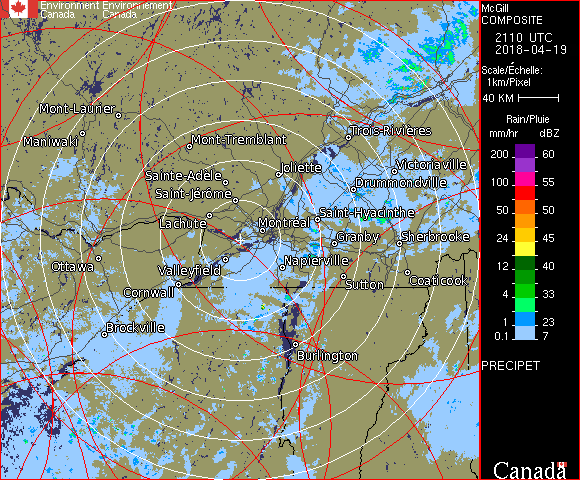 Environment Environnement
Canada Canada
McGill
COMPOSITE
2110 UTC
2018-04-19
Scale/Échelle:
1km/Pixel
40 KM
Rain/Pluie
mm/hr dBZ
200 60
100 55
50 50
24 45
12 40
4 33
1 23
0.1 7
PRECIPET
Canada
Mont-Laurier
Maniwaki
Mont-Tremblant
Trois-Rivières
Joliette
Victoriaville
Sainte-Adèle
Drummondville
Saint-Jérôme
Lachute
Saint-Hyacinthe
Montréal
Granby
Sherbrooke
Ottawa
Valleyfield
Napierville
Cornwall
Sutton
Coaticook
Brockville
Burlington